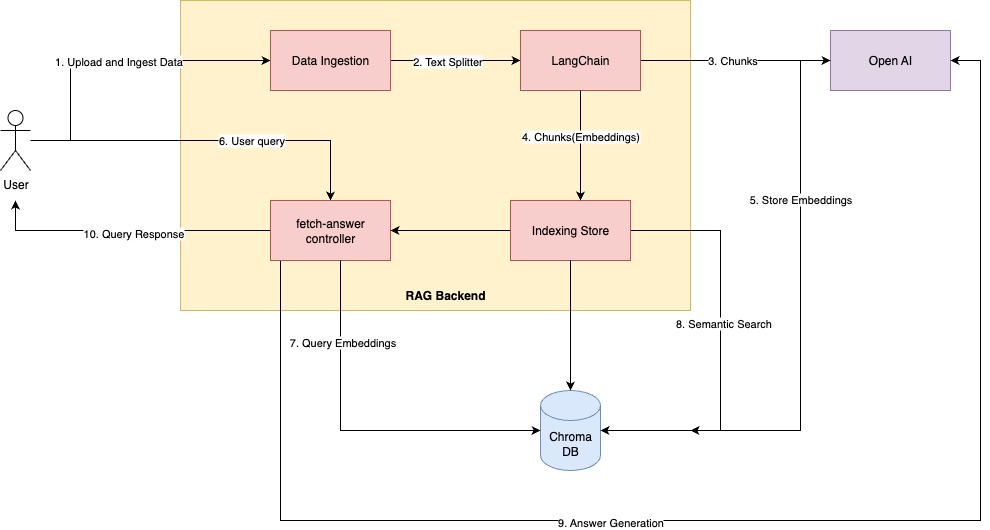 1. Upload and Ingest Data
Data Ingestion
2. Text Splitter
LangChain
3. Chunks
Open AI
4. Chunks(Embeddings)
6. User query
User
5. Store Embeddings
fetch-answer
controller
Indexing Store
10. Query Response
RAG Backend
8. Semantic Search
7. Query Embeddings
Chroma
DB
9. Answer Generation